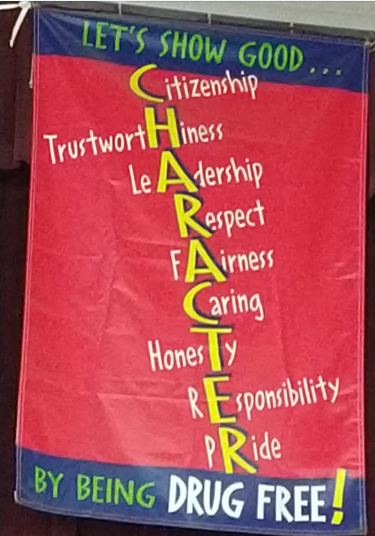 LET'S SHOW GOOD...
Citizenship
TrustwortHiness
LeAdership
Respect
FAirness
Caring
HonesTy
REsponsibility
PRide
BY BEING DRUG FREE!